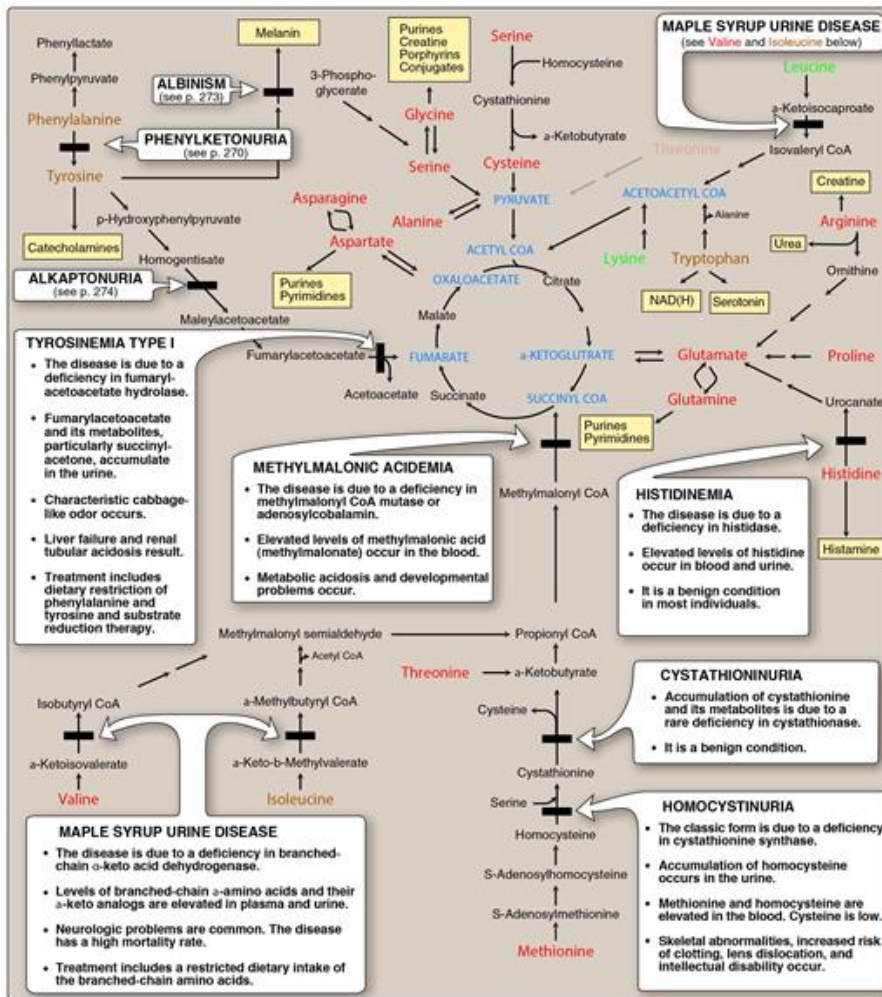 Phenyllactate
Phenylpyruvate
Phenylalanine
Tyrosine
Melanin
ALBINISM
(see p. 273)
PHENYLKETONURIA
(see p. 270)
p-Hydroxyphenylpyruvate
Catecholamines
Homogentisate
ALKAPTONURIA
(see p. 274)
Maleylacetoacetate
Fumarylacetoacetate
Acetoacetate
3-Phospho-
glycerate
Purines
Creatine
Porphyrins
Conjugates
Glycine
Serine
Serine
Homocysteine
Cystathionine
a-Ketobutyrate
Cysteine
Threonine
PYRUVATE
Asparagine
Aspartate
Alanine
Purines
Pyrimidines
ACETYL COA
OXALOACETATE
Citrate
Malate
FUMARATE
Succinate
a-KETOGLUTRATE
SUCCINYL COA
MAPLE SYRUP URINE DISEASE
(see Valine and Isoleucine below)
Leucine
a-Ketoisocaproate
Isovaleryl CoA
ACETOACETYL COA
Alanine
Lysine
Tryptophan
NAD(H)
Serotonin
Creatine
Arginine
Urea
Ornithine
Glutamate
Proline
Glutamine
Purines
Pyrimidines
Urocanate
Histidine
Histamine
TYROSINEMIA TYPE I
• The disease is due to a
deficiency in fumaryl-
acetoacetate hydrolase.
• Fumarylacetoacetate
and its metabolites,
particularly succinyl-
acetone, accumulate
in the urine.
• Characteristic cabbage-
like odor occurs.
• Liver failure and renal
tubular acidosis result.
• Treatment includes
dietary restriction of
phenylalanine and
tyrosine and substrate
reduction therapy.
METHYLMALONIC ACIDEMIA
• The disease is due to a deficiency in
methylmalonyl CoA mutase or
adenosylcobalamin.
• Elevated levels of methylmalonic acid
(methylmalonate) occur in the blood.
• Metabolic acidosis and developmental
problems occur.
Methylmalonyl CoA
HISTIDINEMIA
• The disease is due to a
deficiency in histidase.
• Elevated levels of histidine
occur in blood and urine.
• It is a benign condition
in most individuals.
Methylmalonyl semialdehyde
Propionyl CoA
Acetyl CoA
Threonine
a-Ketobutyrate
Isobutyryl CoA
a-Methylbutyryl CoA
Cysteine
a-Ketoisovalerate
a-Keto-b-Methylvalerate
Cystathionine
Valine
Isoleucine
Serine
Homocysteine
S-Adenosylhomocysteine
S-Adenosylmethionine
Methionine
CYSTATHIONINURIA
• Accumulation of cystathionine
and its metabolites is due to a
rare deficiency in cystathionase.
• It is a benign condition.
MAPLE SYRUP URINE DISEASE
• The disease is due to a deficiency in branched-
chain α-keto acid dehydrogenase.
• Levels of branched-chain a-amino acids and their
a-keto analogs are elevated in plasma and urine.
• Neurologic problems are common. The disease
has a high mortality rate.
• Treatment includes a restricted dietary intake of
the branched-chain amino acids.
HOMOCYSTINURIA
• The classic form is due to a deficiency
in cystathionine synthase.
• Accumulation of homocysteine
occurs in the urine.
• Methionine and homocysteine are
elevated in the blood. Cysteine is low.
• Skeletal abnormalities, increased risk
of clotting, lens dislocation, and
intellectual disability occur.